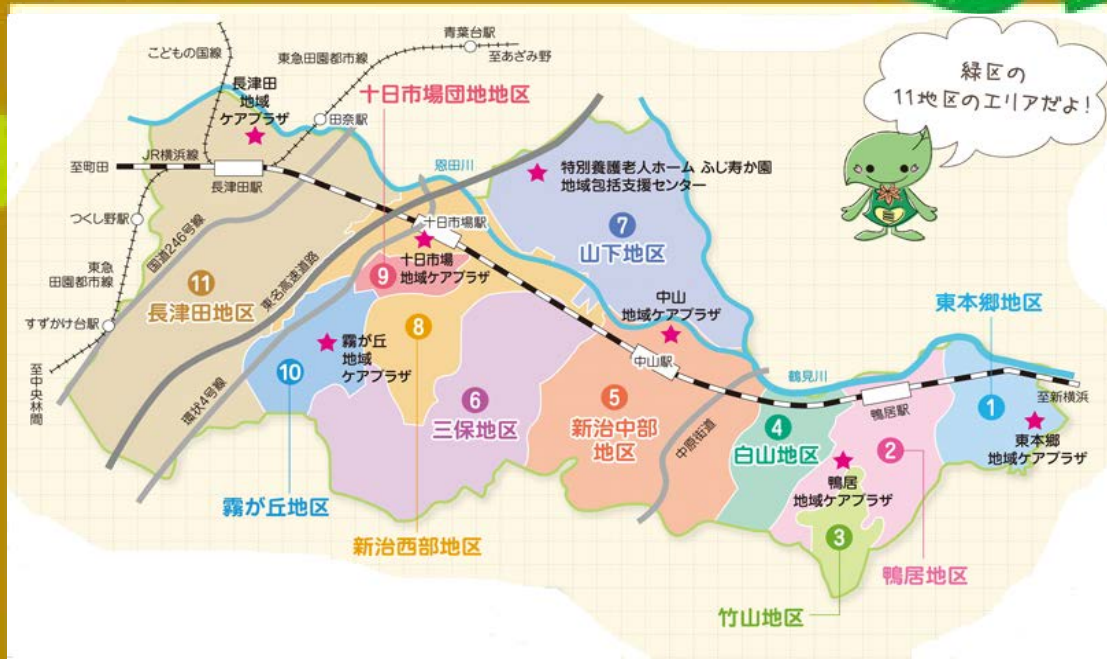 こどもの国線
東急田園都市線
青葉台駅
至あざみ野
長津田
地域
ケアプラザ
田奈駅
十日市場団地地区
緑区の
11地区のエリアだよ!
至町田
JR横浜線
長津田駅
恩田川
特別養護老人ホーム ふじ寿か園
地域包括支援センター
つくし野駅
国道246号線
十日市場駅
7
山下地区
東急
田園都市線
東名高速道路
9
十日市場
地域ケアプラザ
11
長津田地区
中山
地域ケアプラザ
東本郷地区
すずかけ台駅
8
霧が丘
地域
ケアプラザ
10
中山駅
鶴見川
至中央林間
環状4号線
6
三保地区
5
新治中部
地区
中原街道
4
白山地区
鴨居駅
至新横浜
1
東本郷
地域ケアプラザ
2
鴨居
地域ケアプラザ
3
霧が丘地区
新治西部地区
鴨居地区
竹山地区